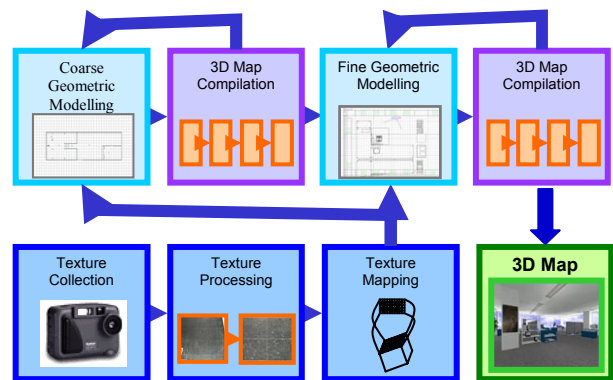 Coarse
Geometric
Modelling
3D Map
Compilation
Fine Geometric
Modelling
3D Map
Compilation
Texture
Collection
Texture
Processing
Texture
Mapping
3D Map